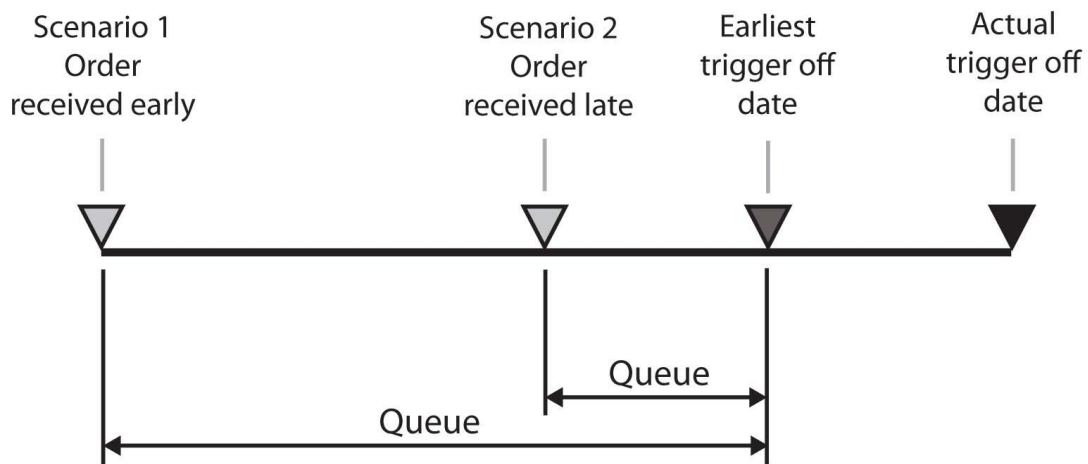 Scenario 1
Order
received early
Scenario 2
Order
received late
Earliest
trigger off
date
Actual
trigger off
date
Queue
Queue